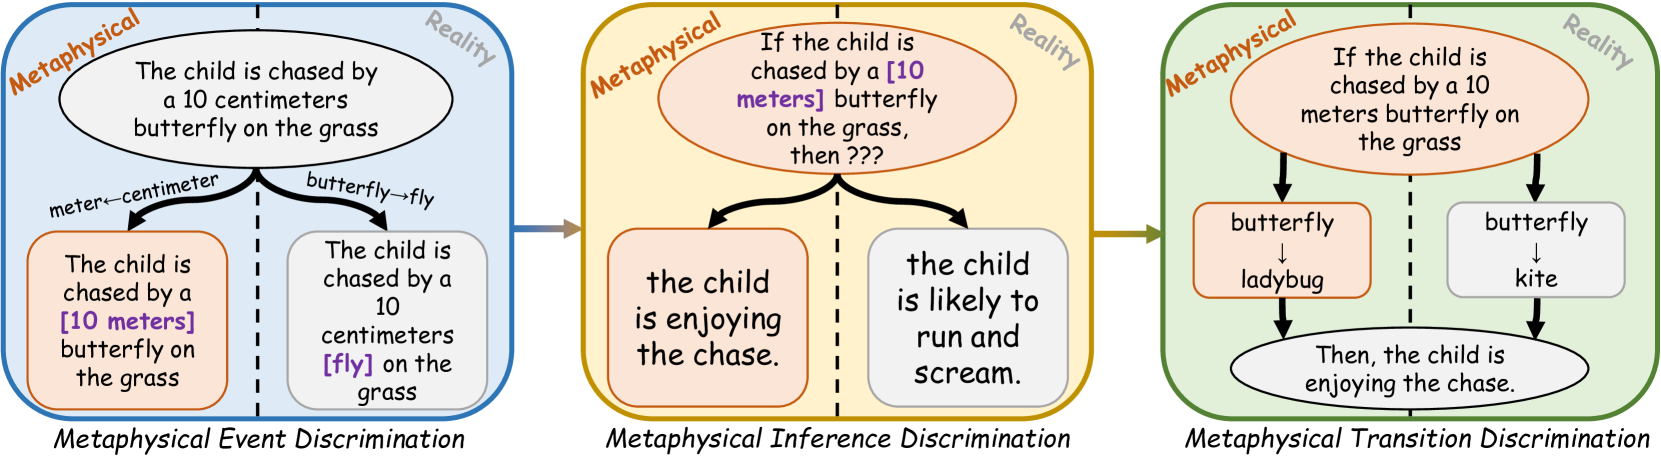 Metaphysical
Reality
The child is chased by
a 10 centimeters
butterfly on the grass
meter←centimeter
butterfly→fly
The child is
chased by a
[10 meters]
butterfly on
the grass
The child is
chased by a
10
centimeters
[fly] on the
grass
Metaphysical Event Discrimination
Metaphysical
Reality
If the child is
chased by a [10
meters] butterfly
on the grass,
then ???
the child
is enjoying
the chase.
the child
is likely to
run and
scream.
Metaphysical Inference Discrimination
Metaphysical
Reality
If the child is
chased by a 10
meters butterfly on
the grass
butterfly
↓
ladybug
butterfly
↓
kite
Then, the child is
enjoying the chase.
Metaphysical Transition Discrimination